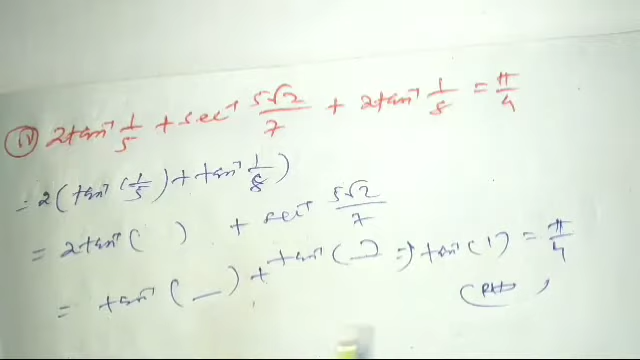 (iv) 2tan⁻¹ 1/5 + sec⁻¹ 5√2/7 + 2tan⁻¹ 1/8 = π/4
= 2(tan⁻¹(1/5) + tan⁻¹ 1/8)
= 2tan⁻¹( ) + sec⁻¹ 5√2/7
= tan⁻¹(—) + tan⁻¹(—) ⇒ tan⁻¹(1) = π/4